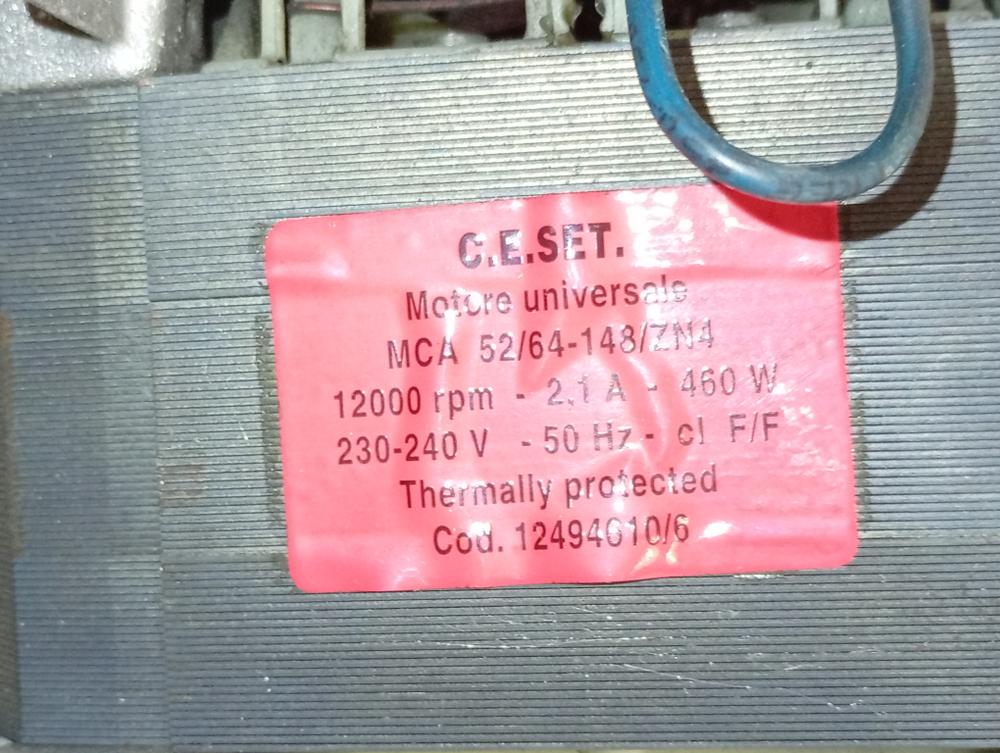 C.E.SET.
Motore universale
MCA 52/64-148/ZN4
12000 rpm - 2,1 A - 460 W
230-240 V - 50 Hz - cl F/F
Thermally protected
Cod. 12494610/6